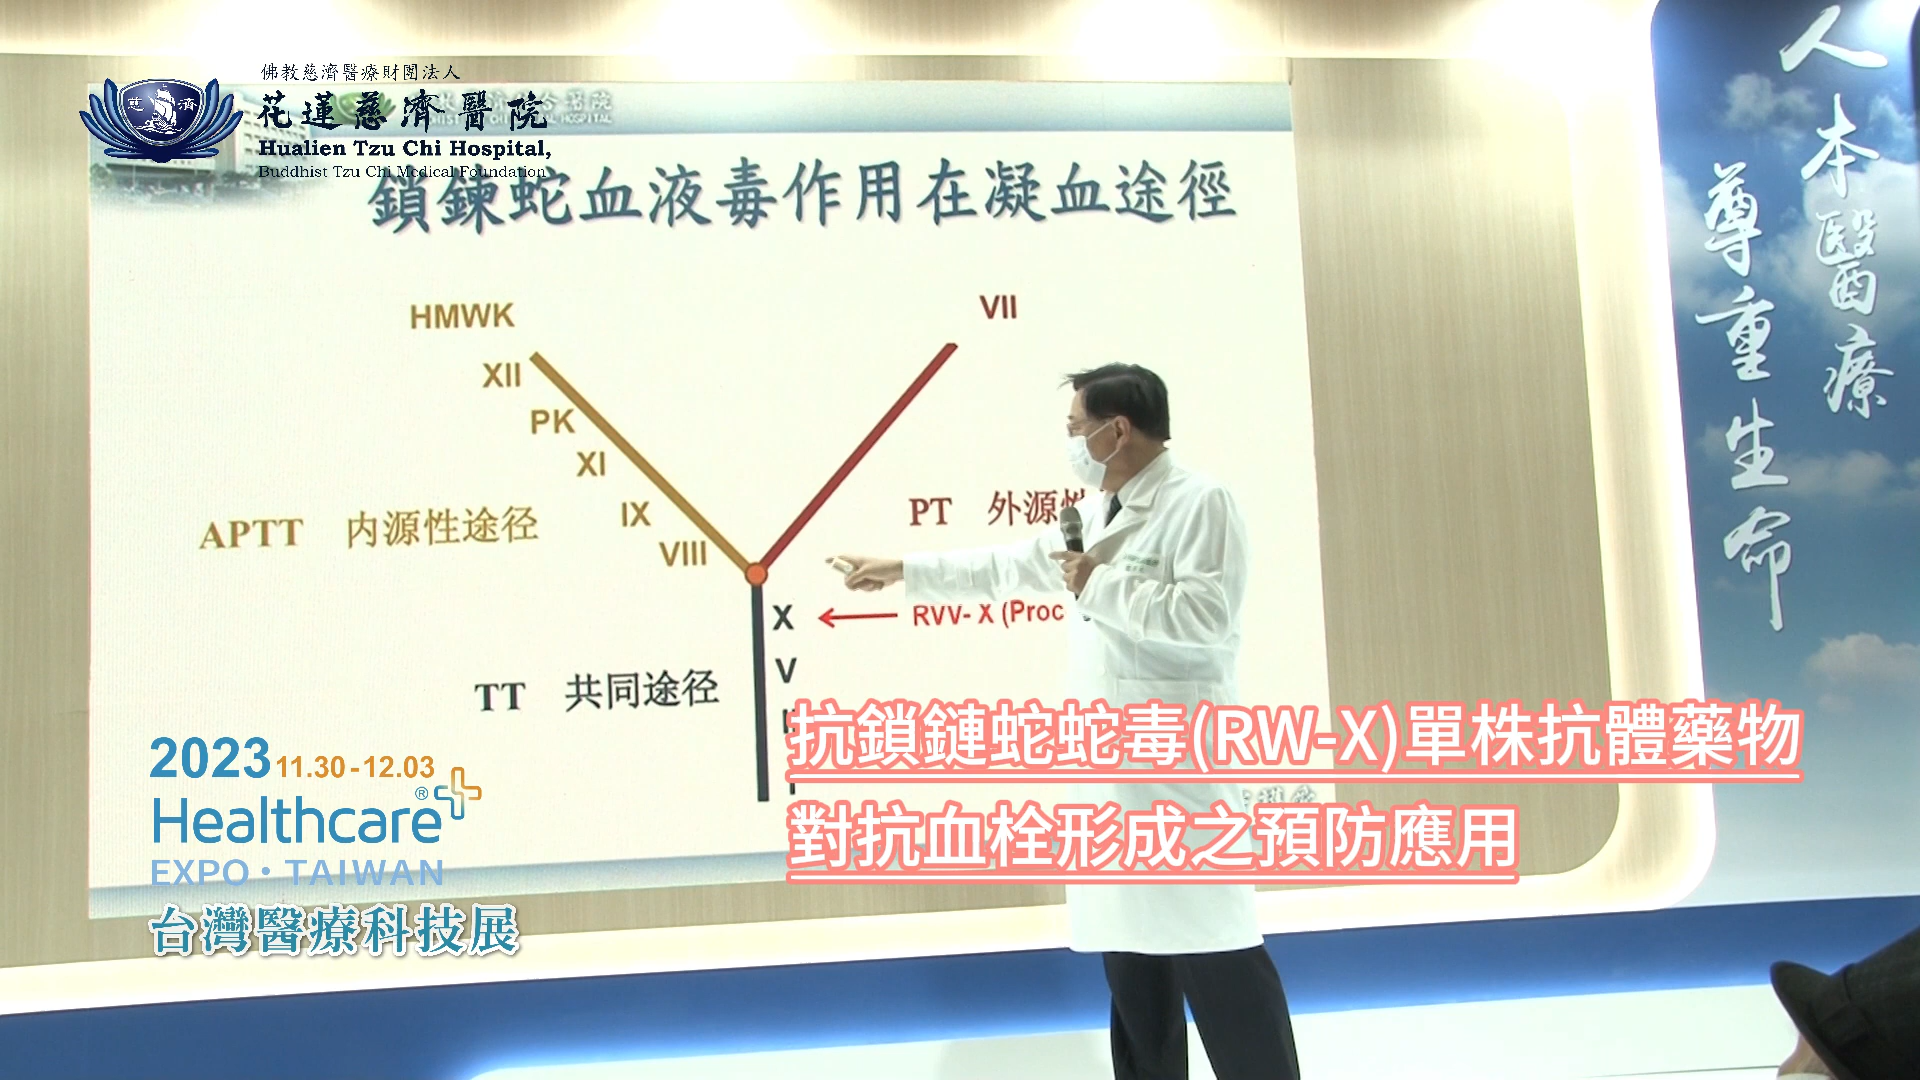 佛教慈濟醫療財團法人
花蓮慈濟醫院
Hualien Tzu Chi Hospital,
Buddhist Tzu Chi Medical Foundation
鎖鍊蛇血液毒作用在凝血途徑
HMWK
VII
XII
PK
XI
IX
VIII
APTT 内源性途径
PT 外源性
X
RVV- X (Proc
V
TT 共同途径
抗鎖鏈蛇蛇毒(RW-X)單株抗體藥物
對抗血栓形成之預防應用
2023 11.30-12.03
Healthcare®
EXPO・TAIWAN
台灣醫療科技展
人本醫療
尊重生命